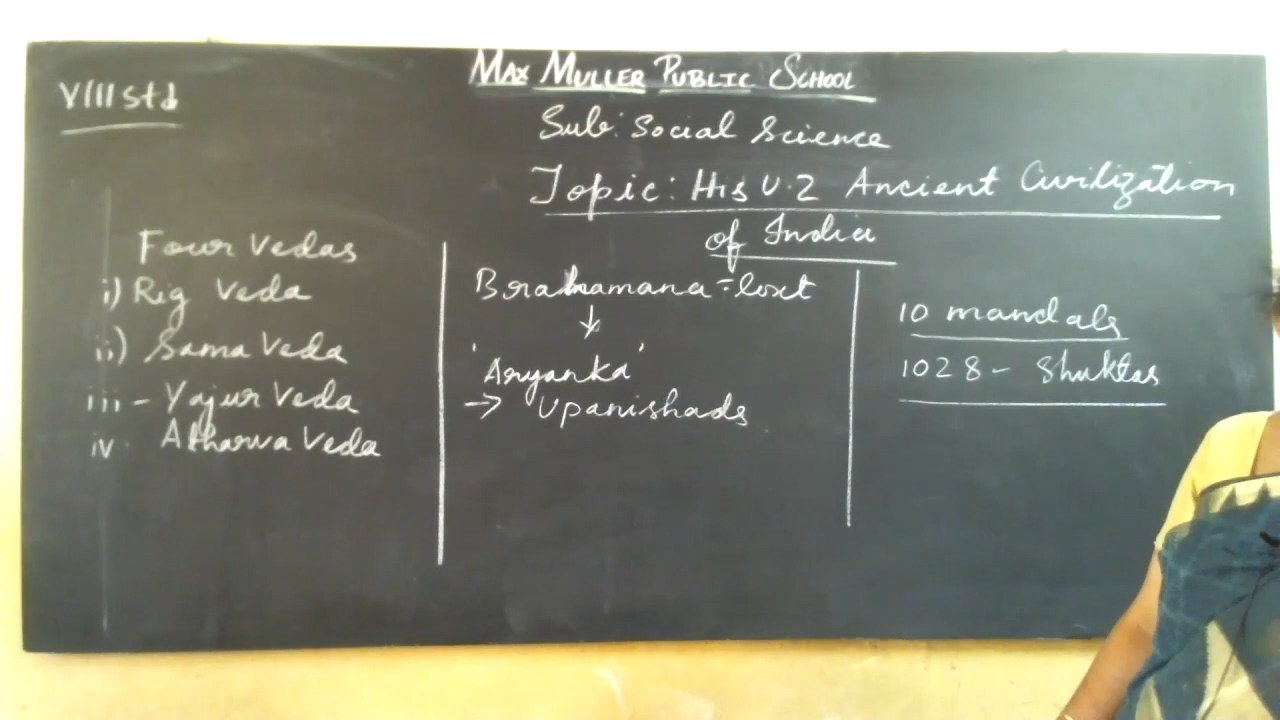 MAX MULLER PUBLIC SCHOOL
VIII std
Sub: Social Science
Topic: His U.2 Ancient Civilization
of India
Four Vedas
i) Rig Veda
ii) Sama Veda
iii - Yajur Veda
iv. Atharva Veda
Brahamana =
↓
'Aryanka'
→ Upanishads
10 mandals
1028 - Shuktas